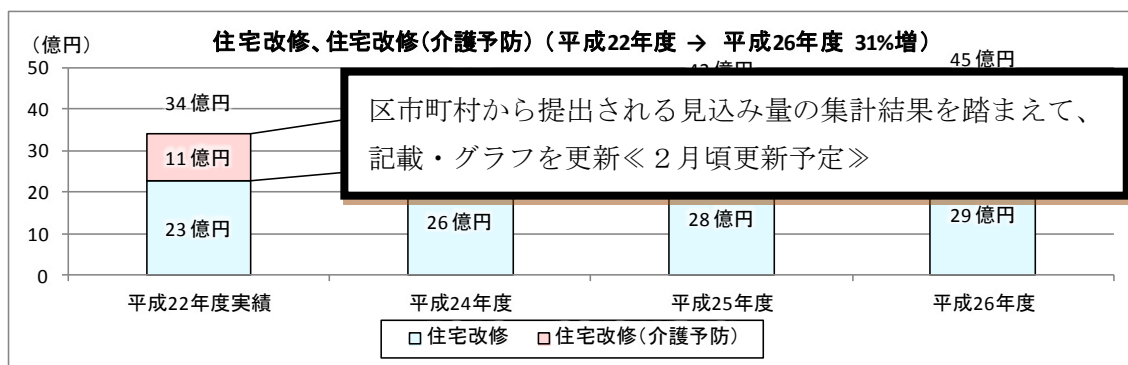 住宅改修、住宅改修(介護予防)(平成22年度 → 平成26年度 31%増)
(億円)
50
40
30
20
10
0
34億円
11億円
23億円
26億円
28億円
45億円
29億円
区市町村から提出される見込み量の集計結果を踏まえて、
記載・グラフを更新≪２月頃更新予定≫
平成22年度実績
平成24年度
平成25年度
平成26年度
住宅改修
住宅改修(介護予防)